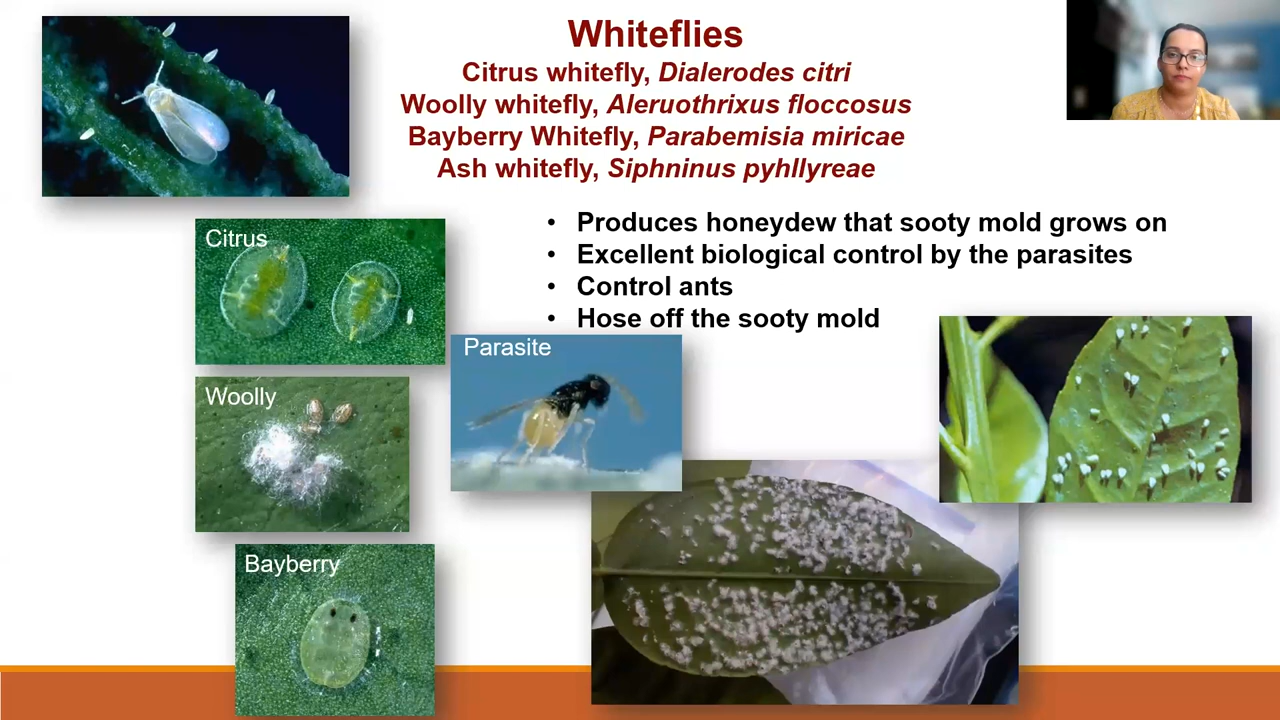 Whiteflies
Citrus whitefly, Dialerodes citri
Woolly whitefly, Aleruothrixus floccosus
Bayberry Whitefly, Parabemisia miricae
Ash whitefly, Siphninus pyhllyreae
• Produces honeydew that sooty mold grows on
• Excellent biological control by the parasites
• Control ants
• Hose off the sooty mold
Citrus
Parasite
Woolly
Bayberry